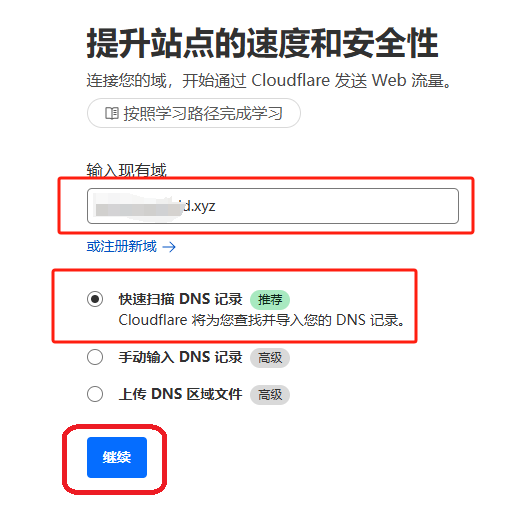 提升站点的速度和安全性
连接您的域，开始通过 Cloudflare 发送 Web 流量。
按照学习路径完成学习
输入现有域
d.xyz
或注册新域 →
快速扫描 DNS 记录 推荐
Cloudflare 将为您查找并导入您的 DNS 记录。
手动输入 DNS 记录 高级
上传 DNS 区域文件 高级
继续